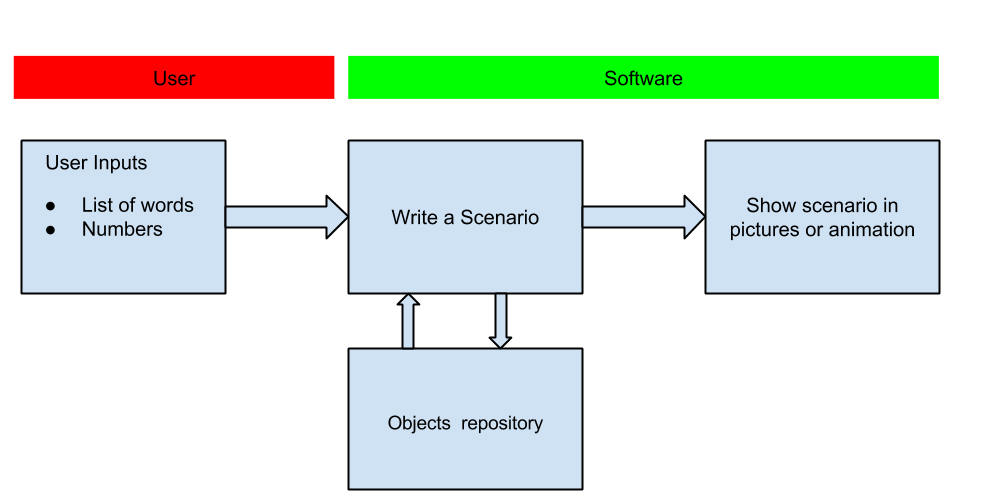 User
Software
User Inputs
● List of words
● Numbers
Write a Scenario
Show scenario in
pictures or animation
Objects  repository